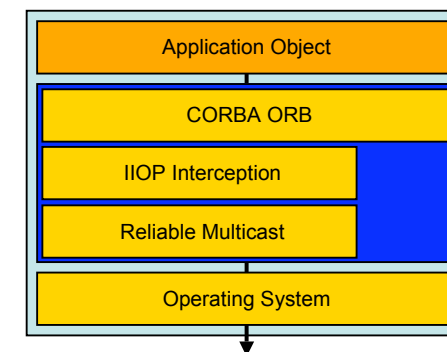 Application Object
CORBA ORB
IIOP Interception
Reliable Multicast
Operating System